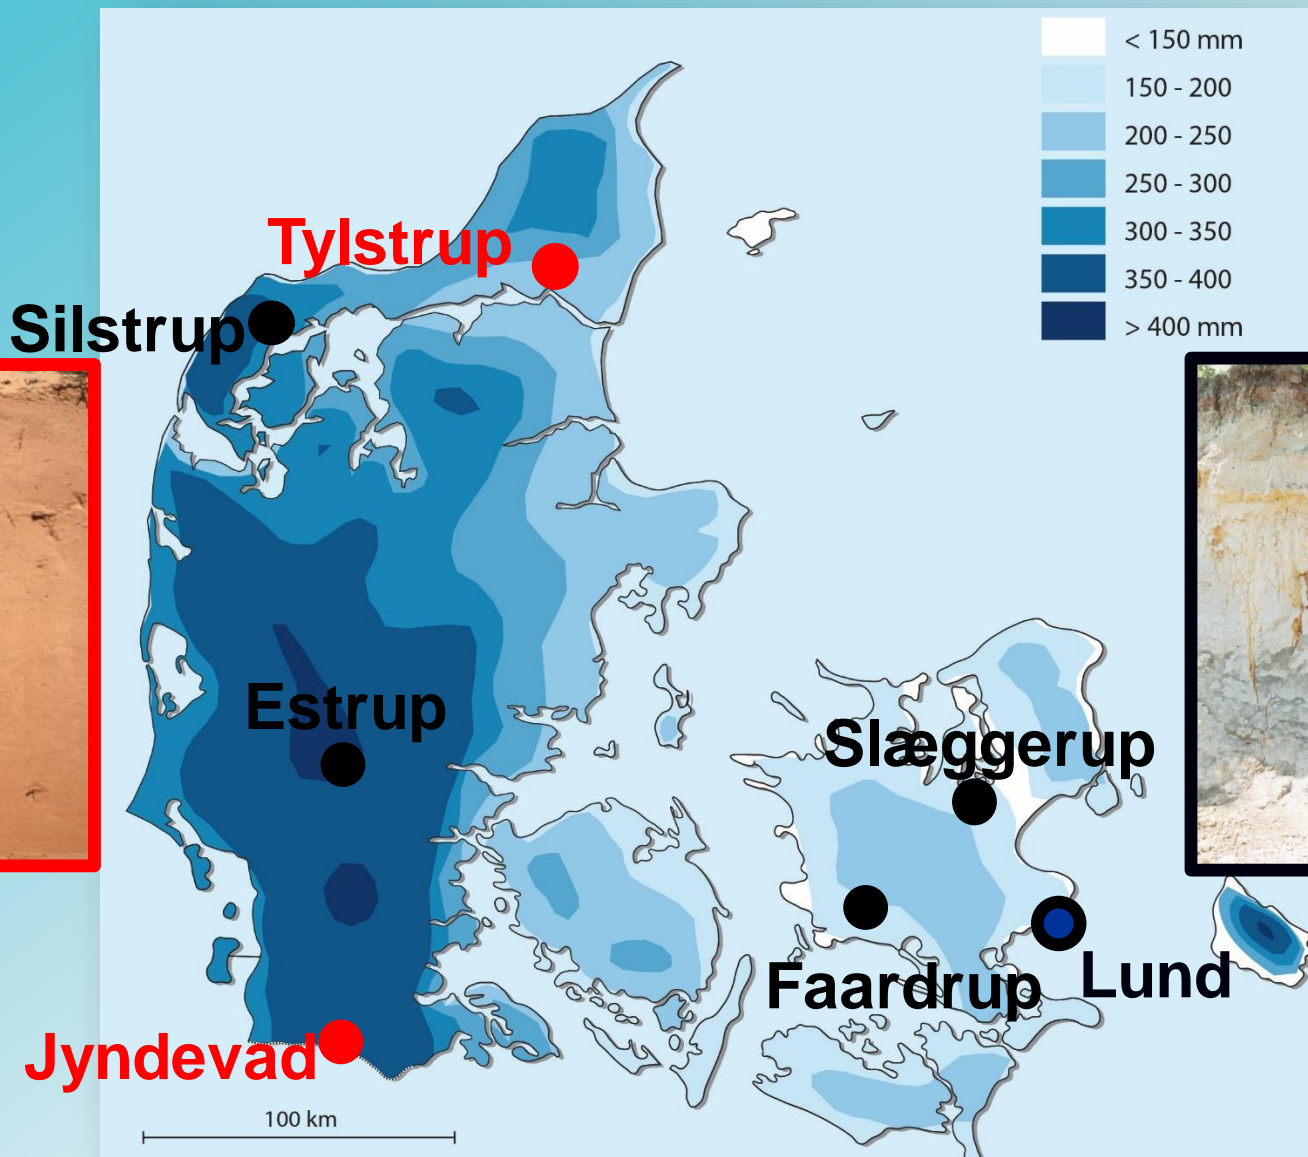 < 150 mm
150 - 200
200 - 250
250 - 300
300 - 350
350 - 400
> 400 mm
Tylstrup
Silstrup
Estrup
Slæggerup
Faardrup
Lund
Jyndevad
100 km